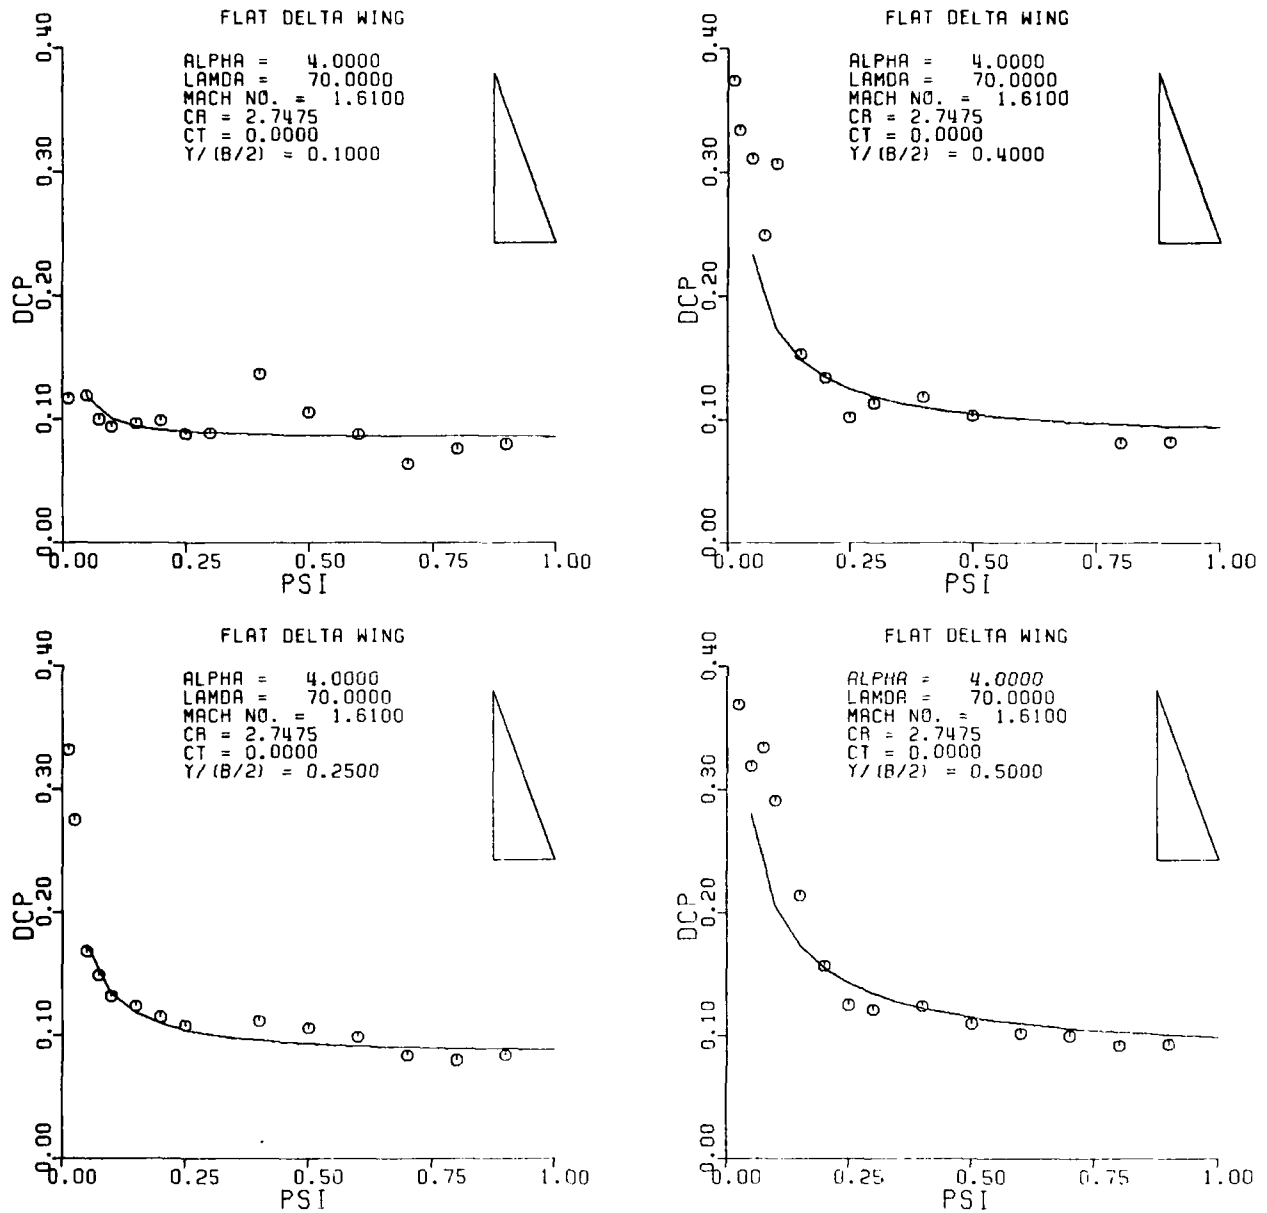 FLAT DELTA WING
ALPHA = 4.0000
LAMDA = 70.0000
MACH NO. = 1.6100
CR = 2.7475
CT = 0.0000
Y/(B/2) = 0.1000
DCP
0.40
0.30
0.20
0.10
0.00
0.00 0.25 0.50 0.75 1.00
PSI
FLAT DELTA WING
ALPHA = 4.0000
LAMDA = 70.0000
MACH NO. = 1.6100
CR = 2.7475
CT = 0.0000
Y/(B/2) = 0.4000
DCP
0.40
0.30
0.20
0.10
0.00
0.00 0.25 0.50 0.75 1.00
PSI
FLAT DELTA WING
ALPHA = 4.0000
LAMDA = 70.0000
MACH NO. = 1.6100
CR = 2.7475
CT = 0.0000
Y/(B/2) = 0.2500
DCP
0.40
0.30
0.20
0.10
0.00
0.00 0.25 0.50 0.75 1.00
PSI
FLAT DELTA WING
ALPHA = 4.0000
LAMDA = 70.0000
MACH NO. = 1.6100
CR = 2.7475
CT = 0.0000
Y/(B/2) = 0.5000
DCP
0.40
0.30
0.20
0.10
0.00
0.00 0.25 0.50 0.75 1.00
PSI